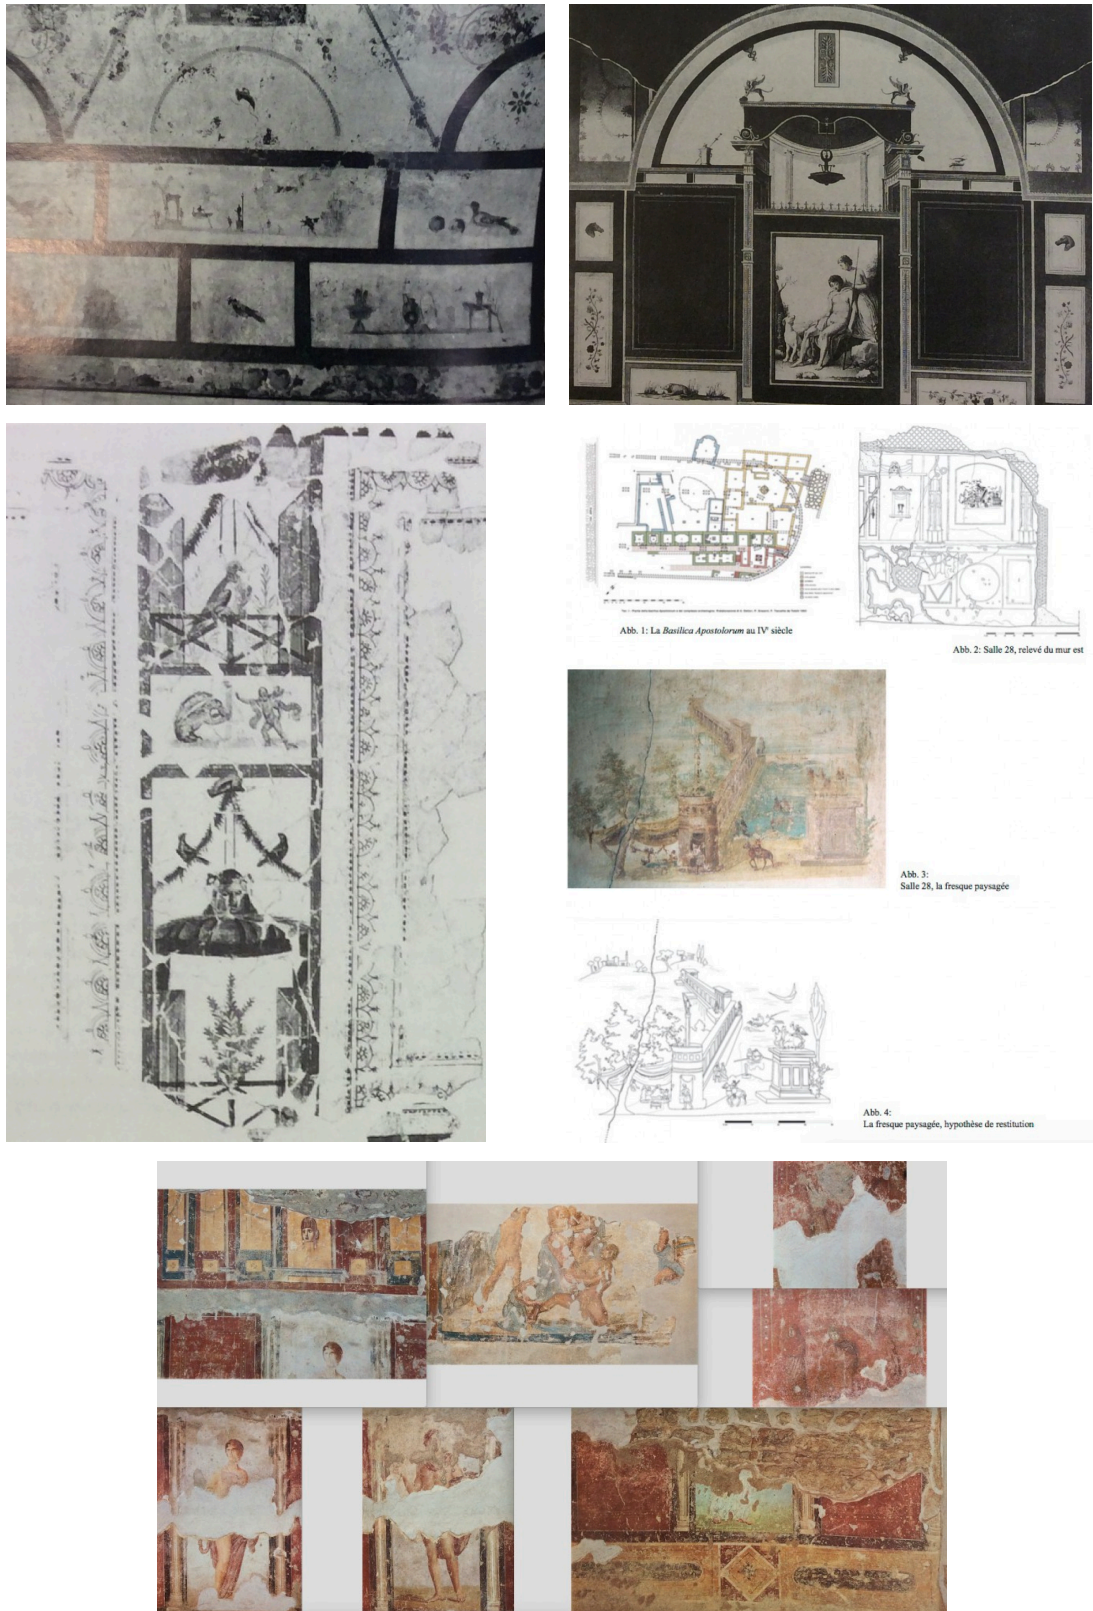 Abb. 1: La Basilica Apostolorum au IVe siècle
Abb. 2: Salle 28, relevé du mur est
Abb. 3:
Salle 28, la fresque paysagée
Abb. 4:
La fresque paysagée, hypothèse de restitution